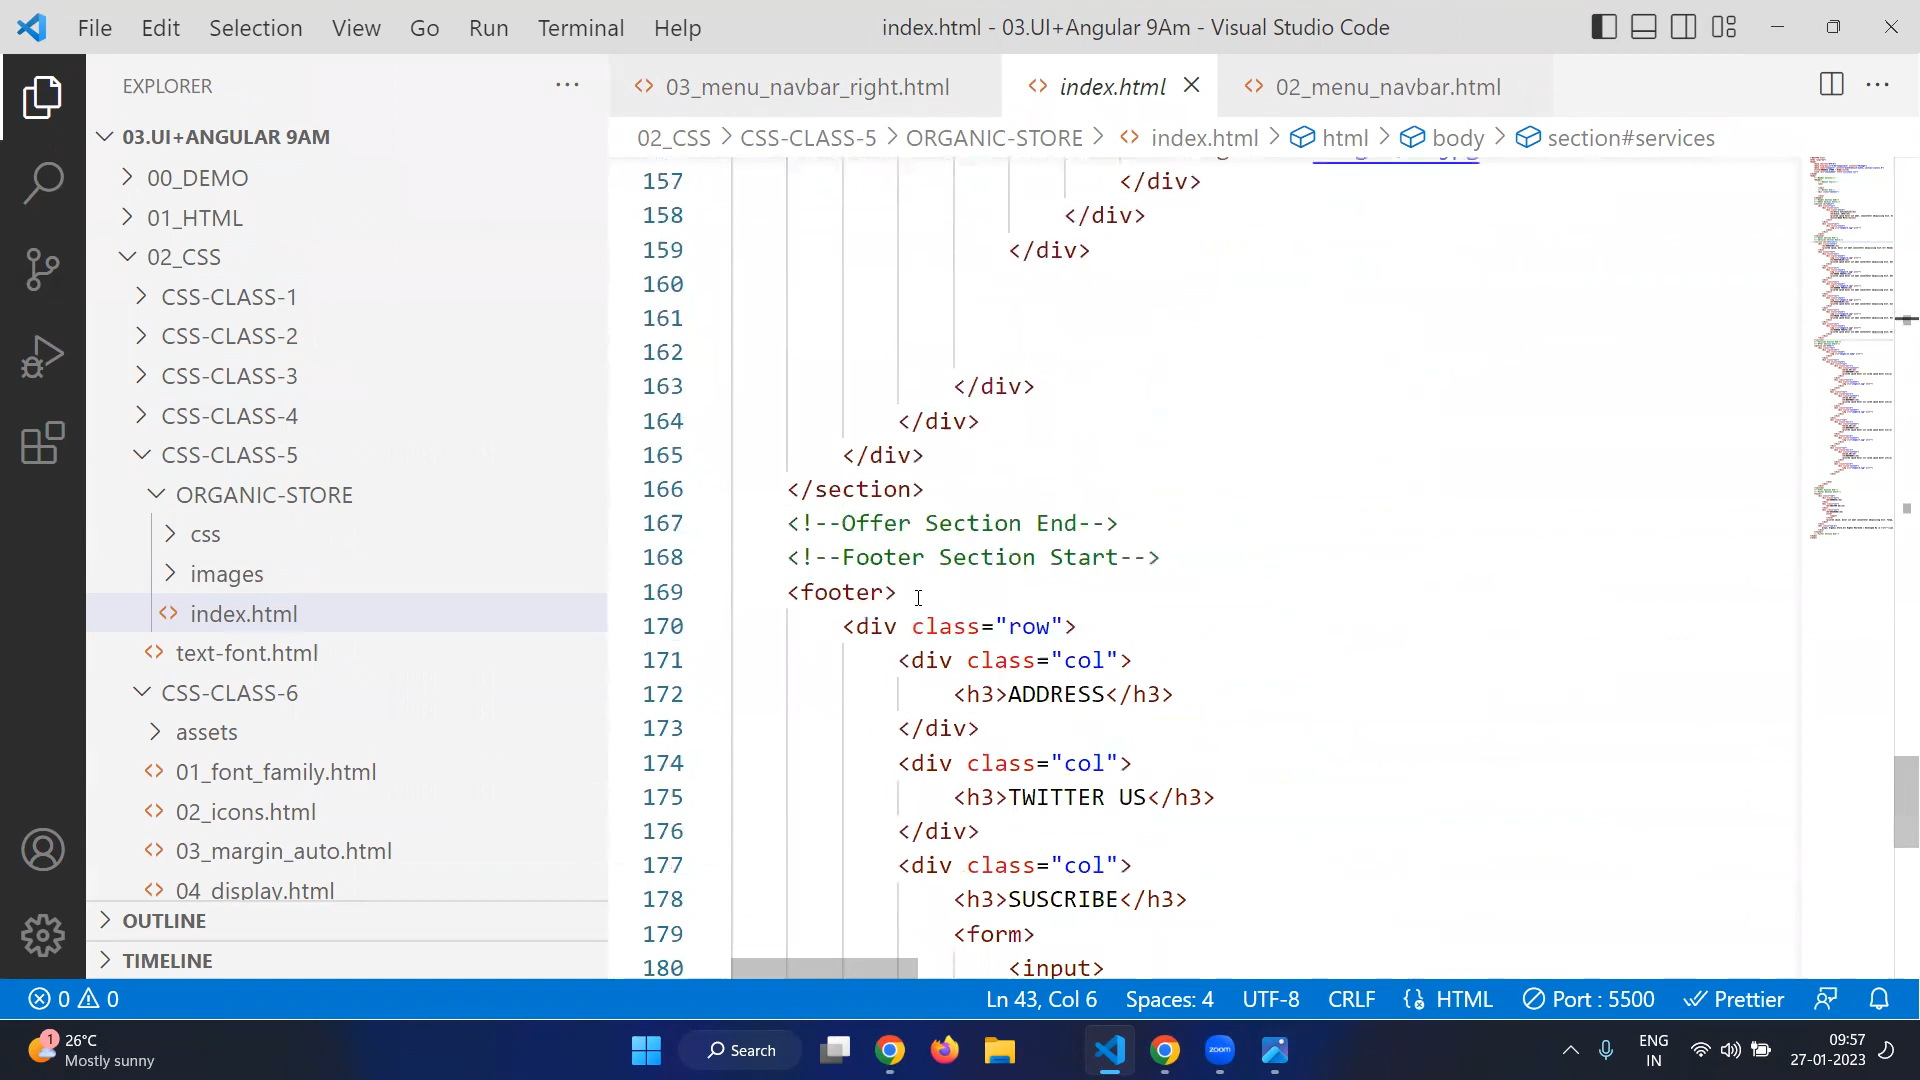 File Edit Selection View Go Run Terminal Help
index.html - 03.UI+Angular 9Am - Visual Studio Code
EXPLORER
03.UI+ANGULAR 9AM
00_DEMO
01_HTML
02_CSS
CSS-CLASS-1
CSS-CLASS-2
CSS-CLASS-3
CSS-CLASS-4
CSS-CLASS-5
ORGANIC-STORE
css
images
index.html
text-font.html
CSS-CLASS-6
assets
01_font_family.html
02_icons.html
03_margin_auto.html
04_display.html
OUTLINE
TIMELINE
03_menu_navbar_right.html index.html 02_menu_navbar.html
02_CSS > CSS-CLASS-5 > ORGANIC-STORE > index.html > html > body > section#services
157 </div>
158 </div>
159 </div>
160
161
162
163 </div>
164 </div>
165 </div>
166 </section>
167 <!--Offer Section End-->
168 <!--Footer Section Start-->
169 <footer>
170 <div class="row">
171 <div class="col">
172 <h3>ADDRESS</h3>
173 </div>
174 <div class="col">
175 <h3>TWITTER US</h3>
176 </div>
177 <div class="col">
178 <h3>SUSCRIBE</h3>
179 <form>
180 <input>
0 0 Ln 43, Col 6 Spaces: 4 UTF-8 CRLF HTML Port : 5500 Prettier
1
26°C
Mostly sunny
Search
zoom
ENG
IN
09:57
27-01-2023